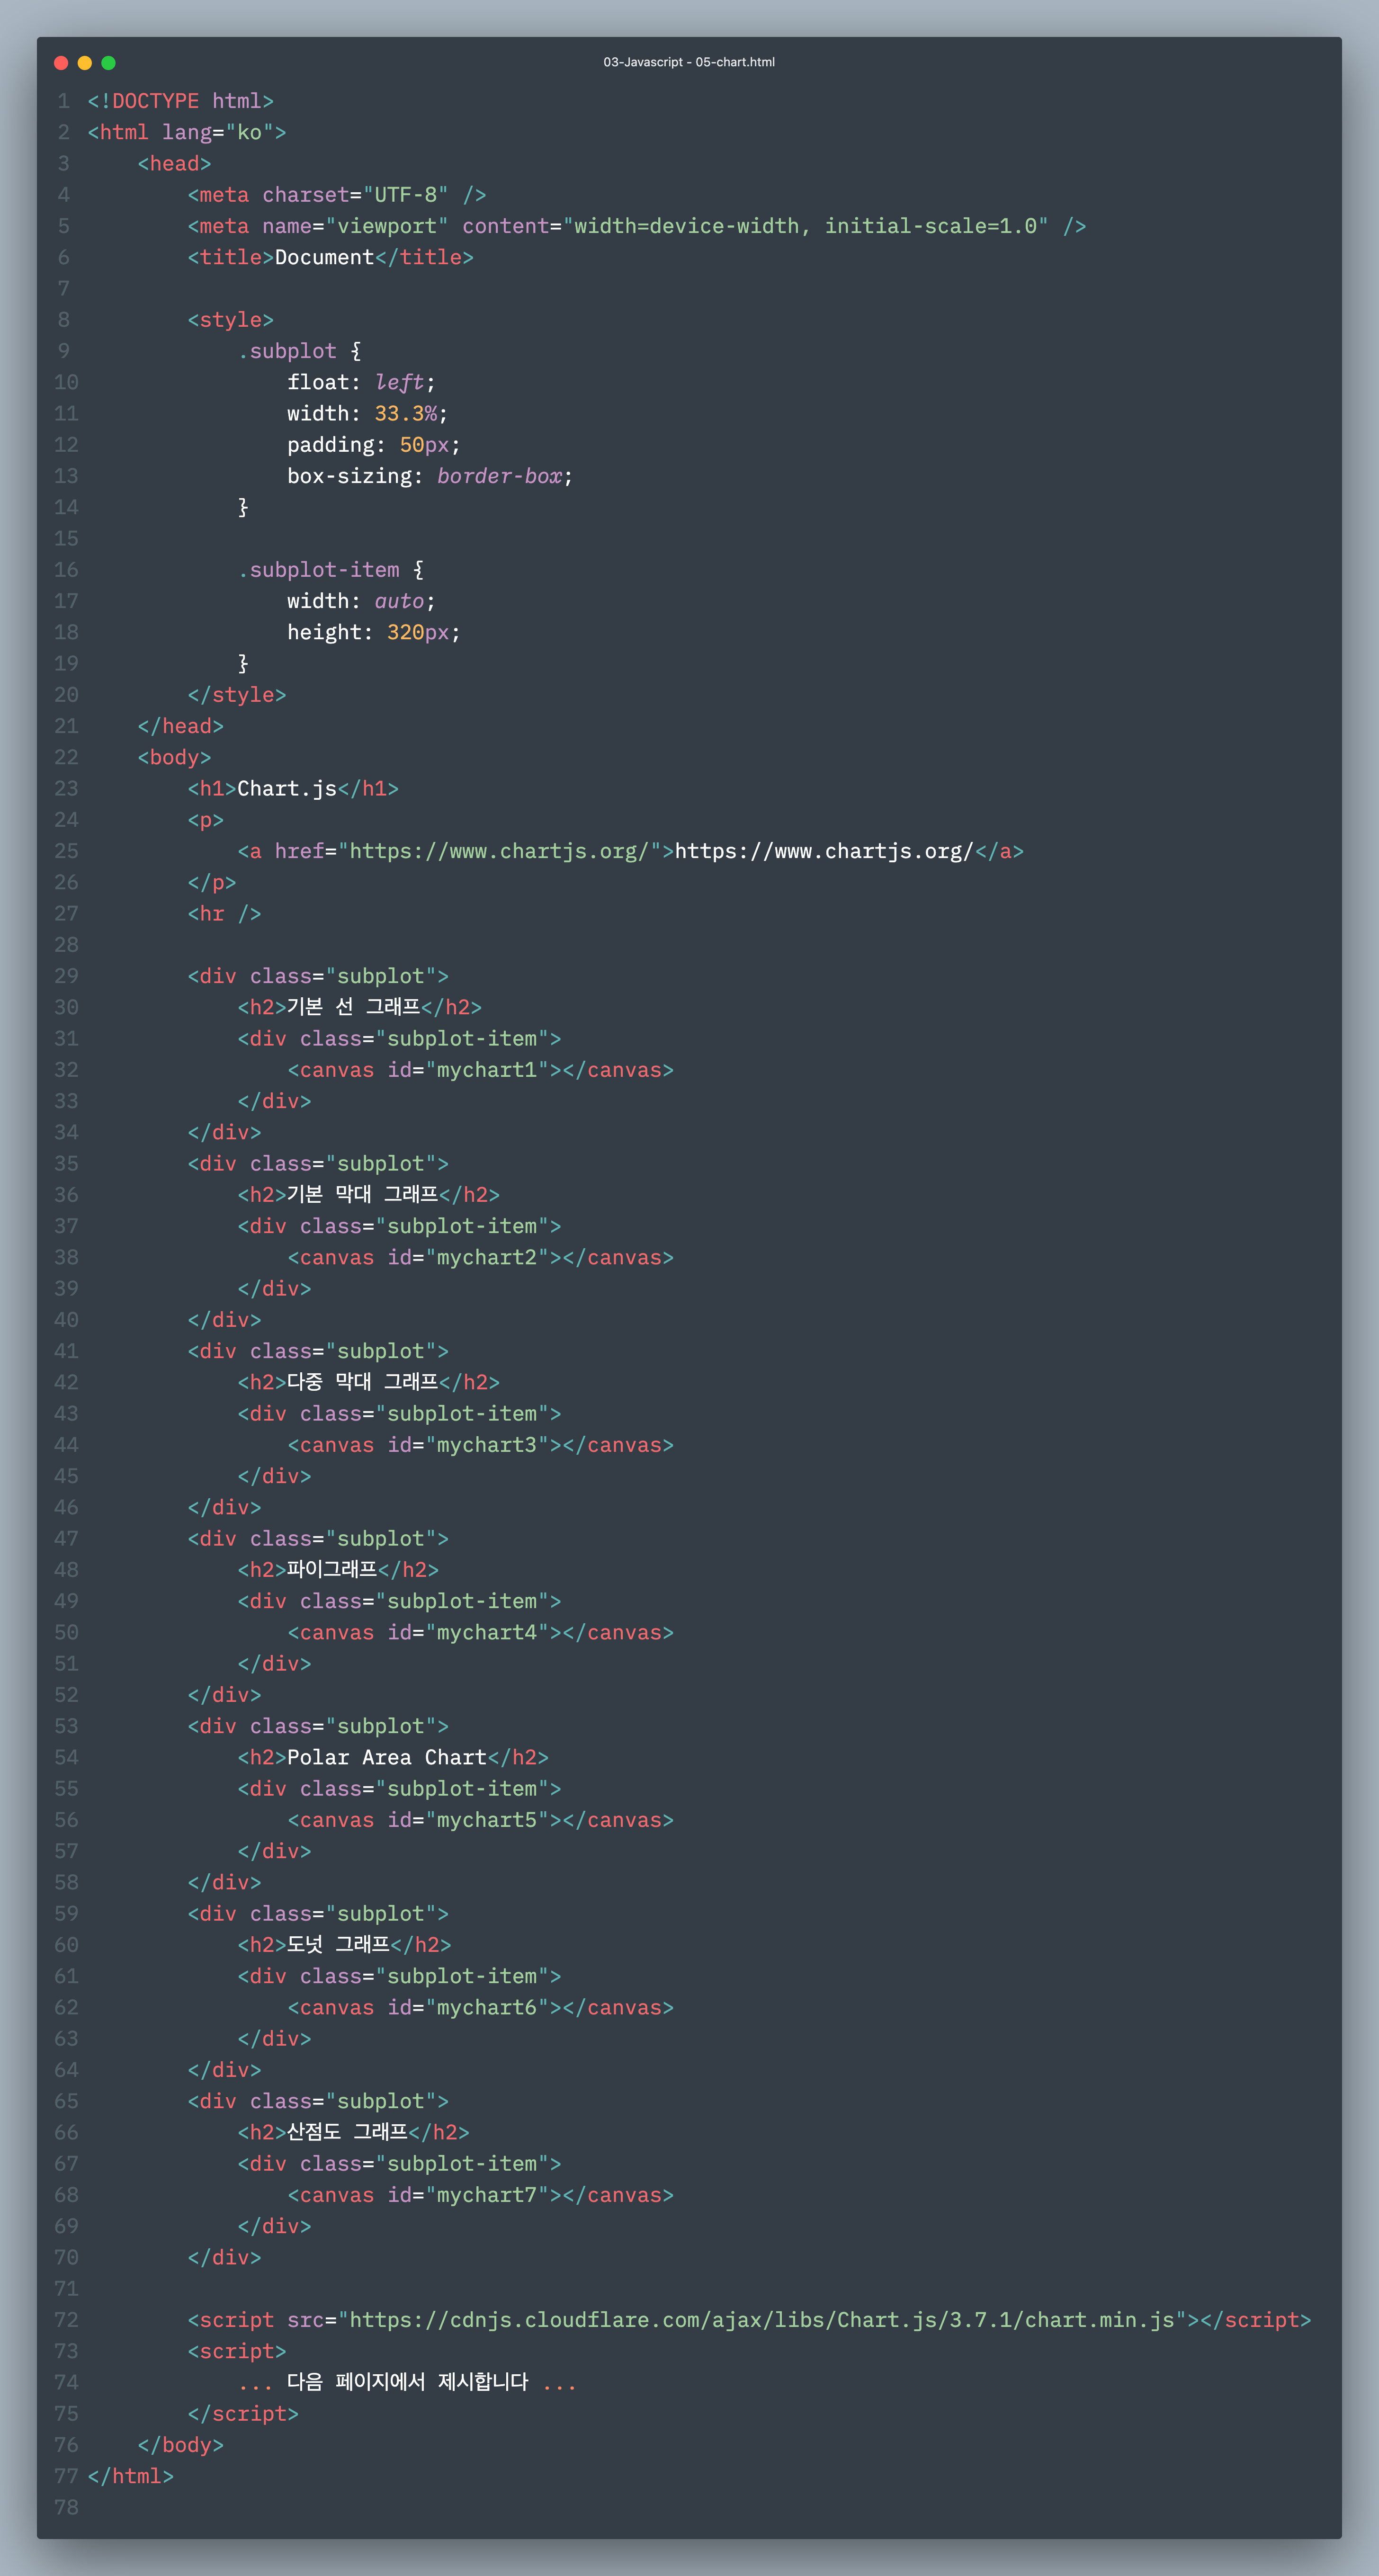 03-Javascript - 05-chart.html
1 <!DOCTYPE html>
2 <html lang="ko">
3     <head>
4         <meta charset="UTF-8" />
5         <meta name="viewport" content="width=device-width, initial-scale=1.0" />
6         <title>Document</title>
7
8         <style>
9             .subplot {
10                 float: left;
11                 width: 33.3%;
12                 padding: 50px;
13                 box-sizing: border-box;
14             }
15
16             .subplot-item {
17                 width: auto;
18                 height: 320px;
19             }
20         </style>
21     </head>
22     <body>
23         <h1>Chart.js</h1>
24         <p>
25             <a href="https://www.chartjs.org/">https://www.chartjs.org/</a>
26         </p>
27         <hr />
28
29         <div class="subplot">
30             <h2>기본 선 그래프</h2>
31             <div class="subplot-item">
32                 <canvas id="mychart1"></canvas>
33             </div>
34         </div>
35         <div class="subplot">
36             <h2>기본 막대 그래프</h2>
37             <div class="subplot-item">
38                 <canvas id="mychart2"></canvas>
39             </div>
40         </div>
41         <div class="subplot">
42             <h2>다중 막대 그래프</h2>
43             <div class="subplot-item">
44                 <canvas id="mychart3"></canvas>
45             </div>
46         </div>
47         <div class="subplot">
48             <h2>파이그래프</h2>
49             <div class="subplot-item">
50                 <canvas id="mychart4"></canvas>
51             </div>
52         </div>
53         <div class="subplot">
54             <h2>Polar Area Chart</h2>
55             <div class="subplot-item">
56                 <canvas id="mychart5"></canvas>
57             </div>
58         </div>
59         <div class="subplot">
60             <h2>도넛 그래프</h2>
61             <div class="subplot-item">
62                 <canvas id="mychart6"></canvas>
63             </div>
64         </div>
65         <div class="subplot">
66             <h2>산점도 그래프</h2>
67             <div class="subplot-item">
68                 <canvas id="mychart7"></canvas>
69             </div>
70         </div>
71
72         <script src="https://cdnjs.cloudflare.com/ajax/libs/Chart.js/3.7.1/chart.min.js"></script>
73         <script>
74             ... 다음 페이지에서 제시합니다 ...
75         </script>
76     </body>
77 </html>
78